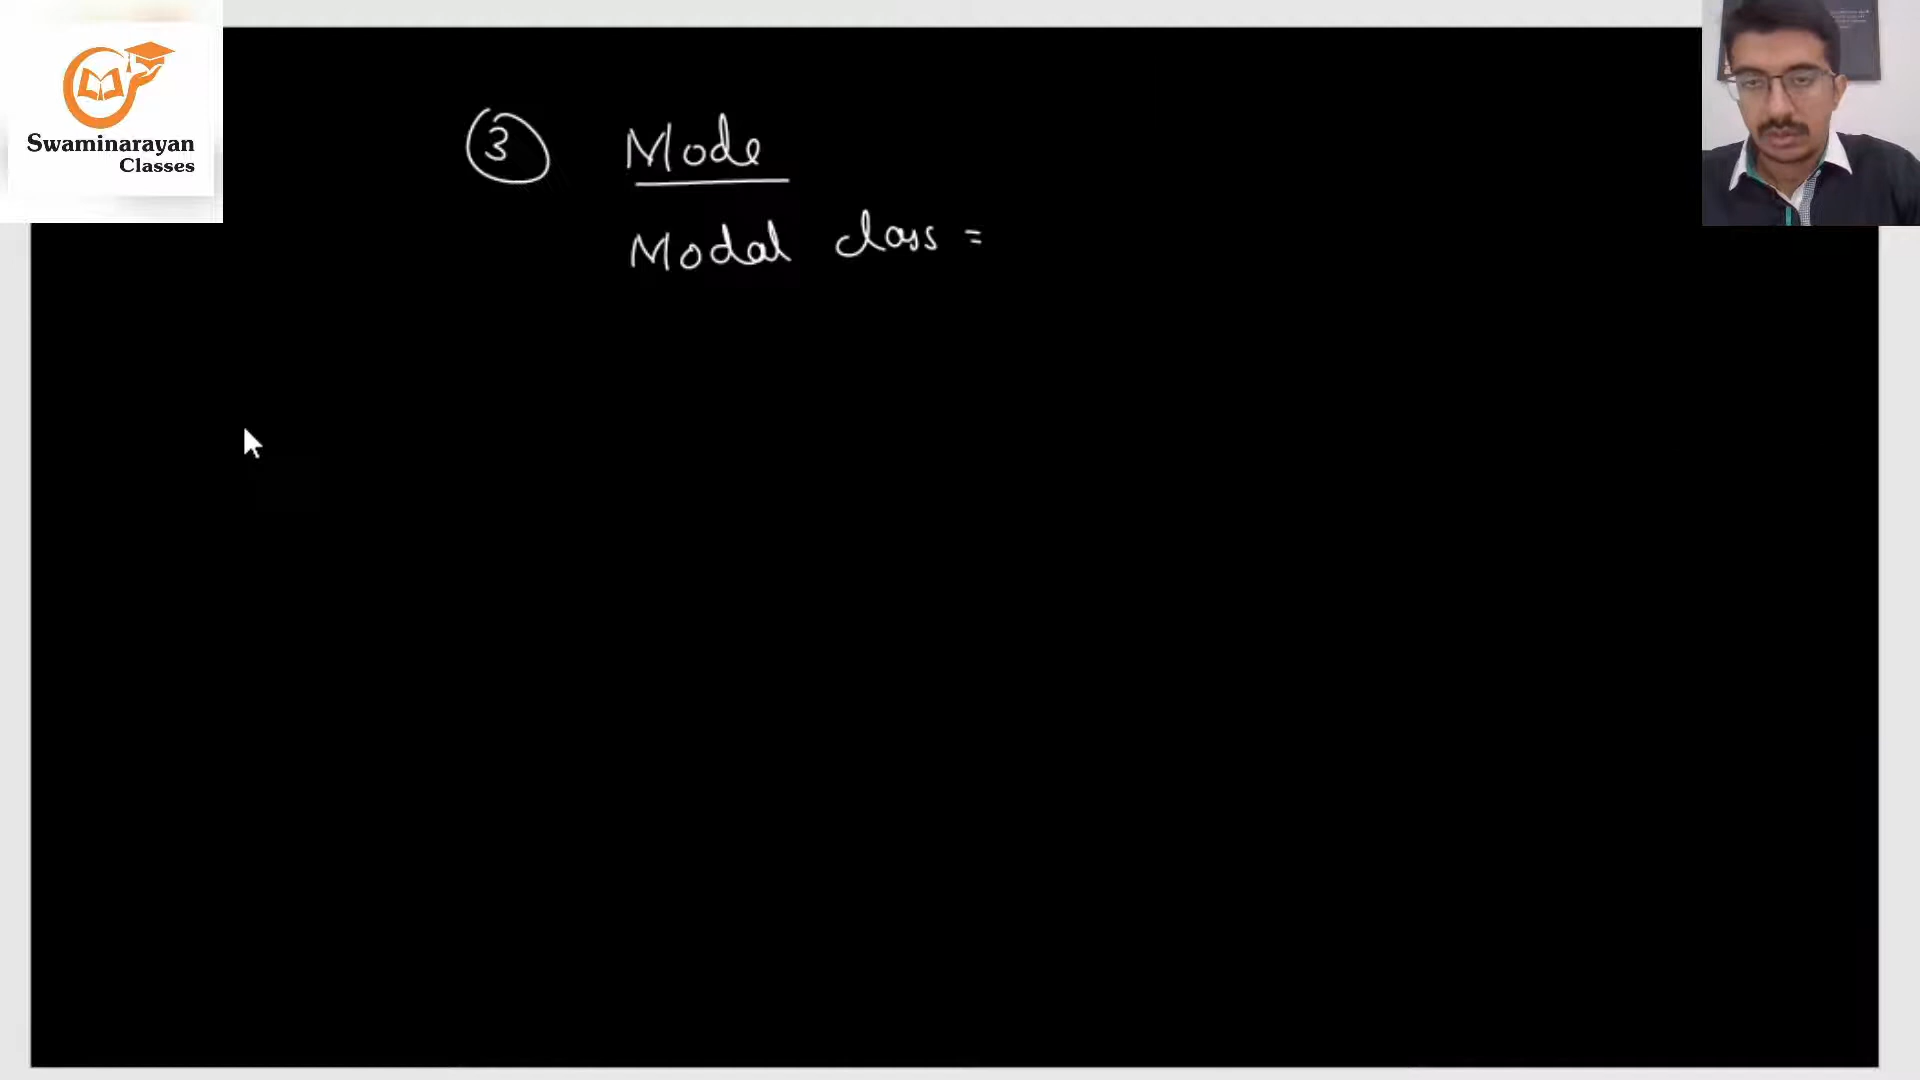 Swaminarayan
Classes
3 Mode
Modal class =